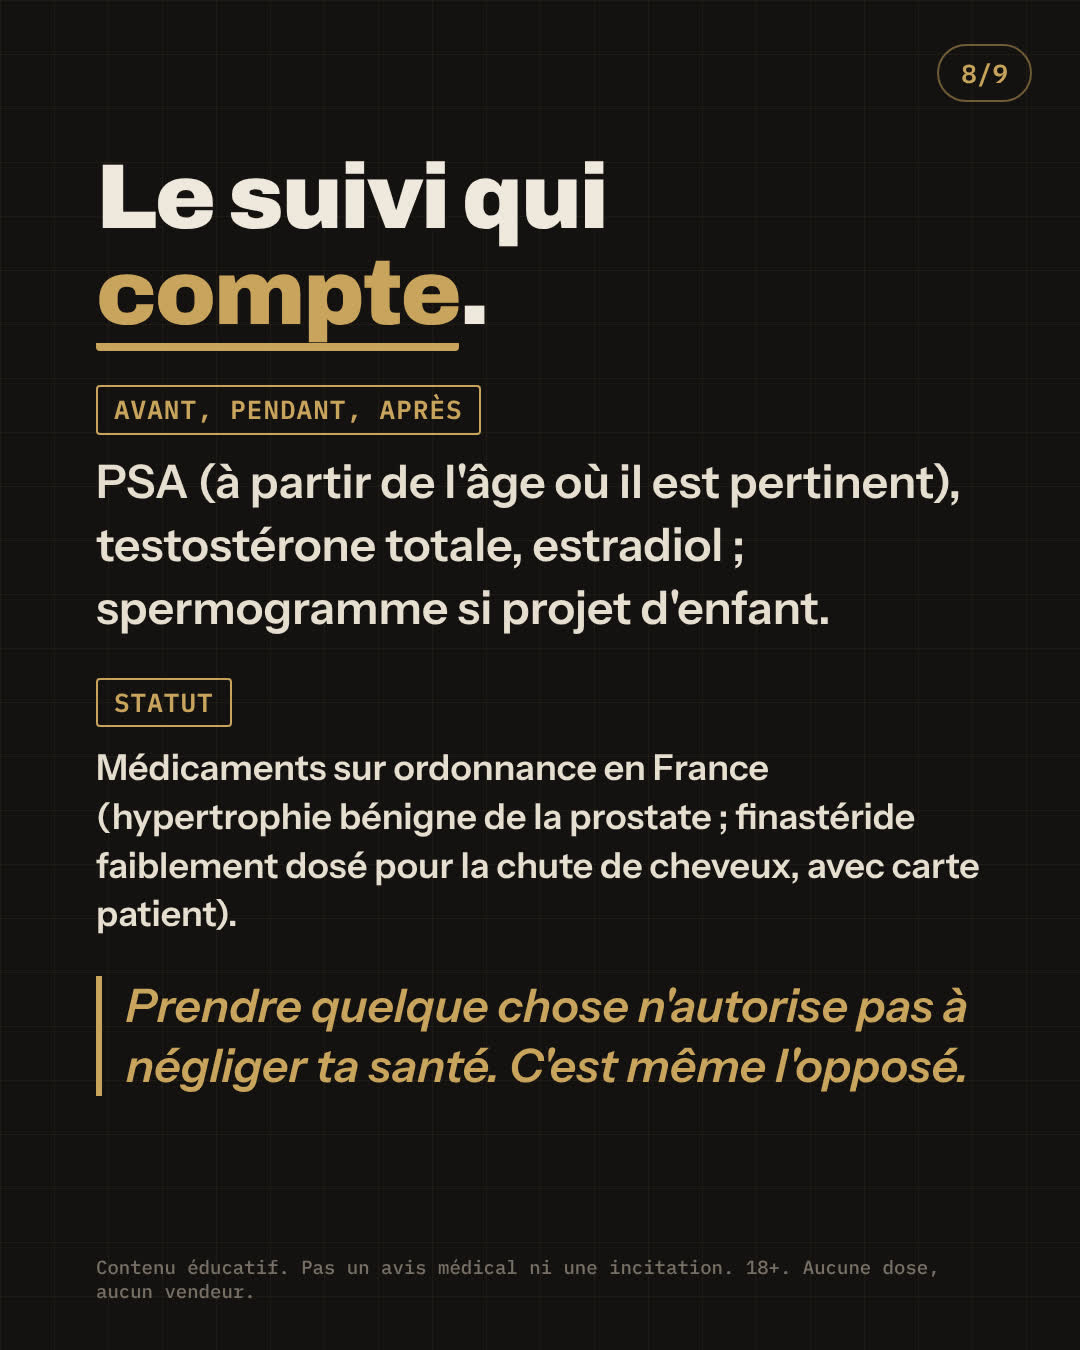 8/9
Le suivi qui
compte.
AVANT, PENDANT, APRÈS
PSA (à partir de l'âge où il est pertinent),
testostérone totale, estradiol ;
spermogramme si projet d'enfant.
STATUT
Médicaments sur ordonnance en France
(hypertrophie bénigne de la prostate ; finastéride
faiblement dosé pour la chute de cheveux, avec carte
patient).
Prendre quelque chose n'autorise pas à
négliger ta santé. C'est même l'opposé.
Contenu éducatif. Pas un avis médical ni une incitation. 18+. Aucune dose,
aucun vendeur.